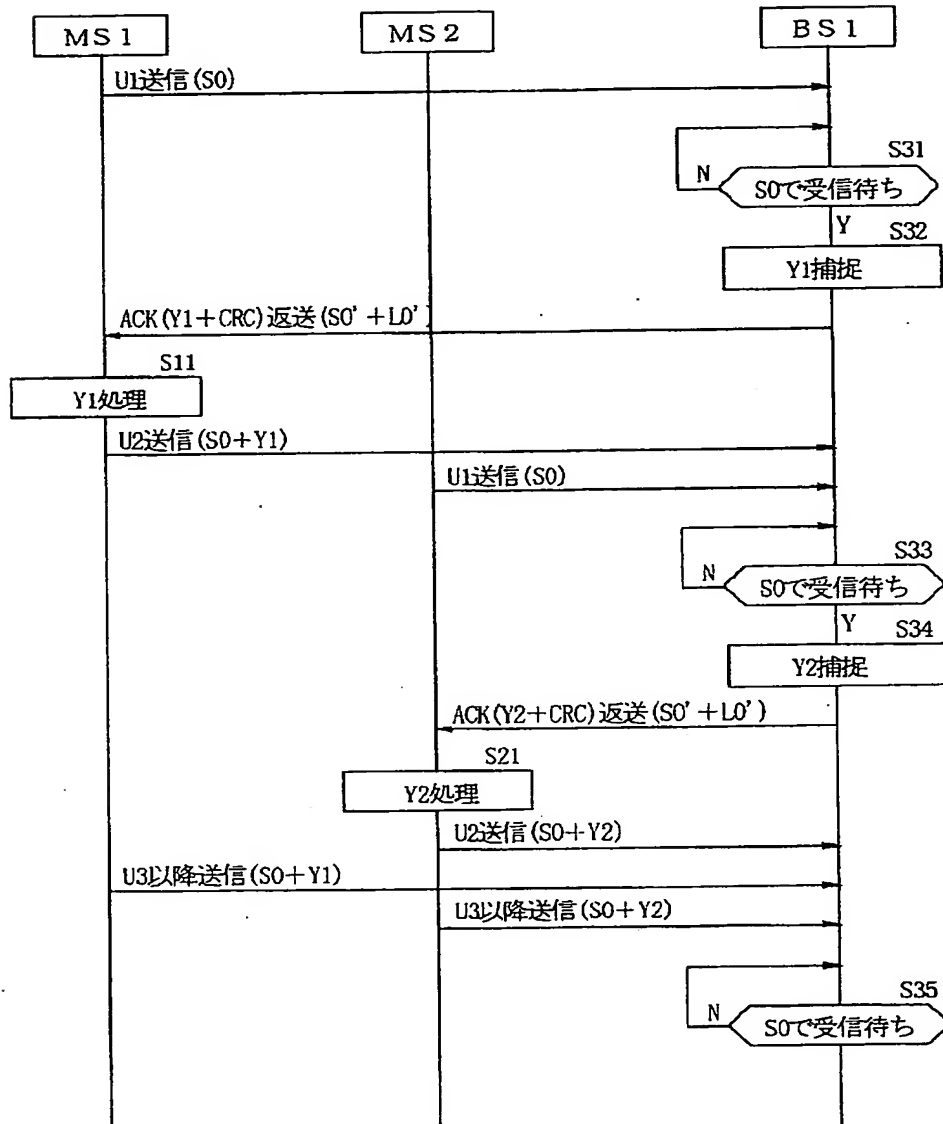 MS1
MS2
BS1
U1送信(S0)
S31
N
S0で受信待ち
Y
S32
Y1捕捉
ACK(Y1+CRC)返送(S0'+L0'
S11
Y1処理
U2送信(S0+Y1)
U1送信(S0)
S33
N
S0で受信待ち
Y
S34
Y2捕捉
ACK(Y2+CRC)返送(S0'+L0')
S21
Y2処理
U2送信(S0+Y2)
U3以降送信(S0+Y1)
U3以降送信(S0+Y2)
S35
N
S0で受信待ち